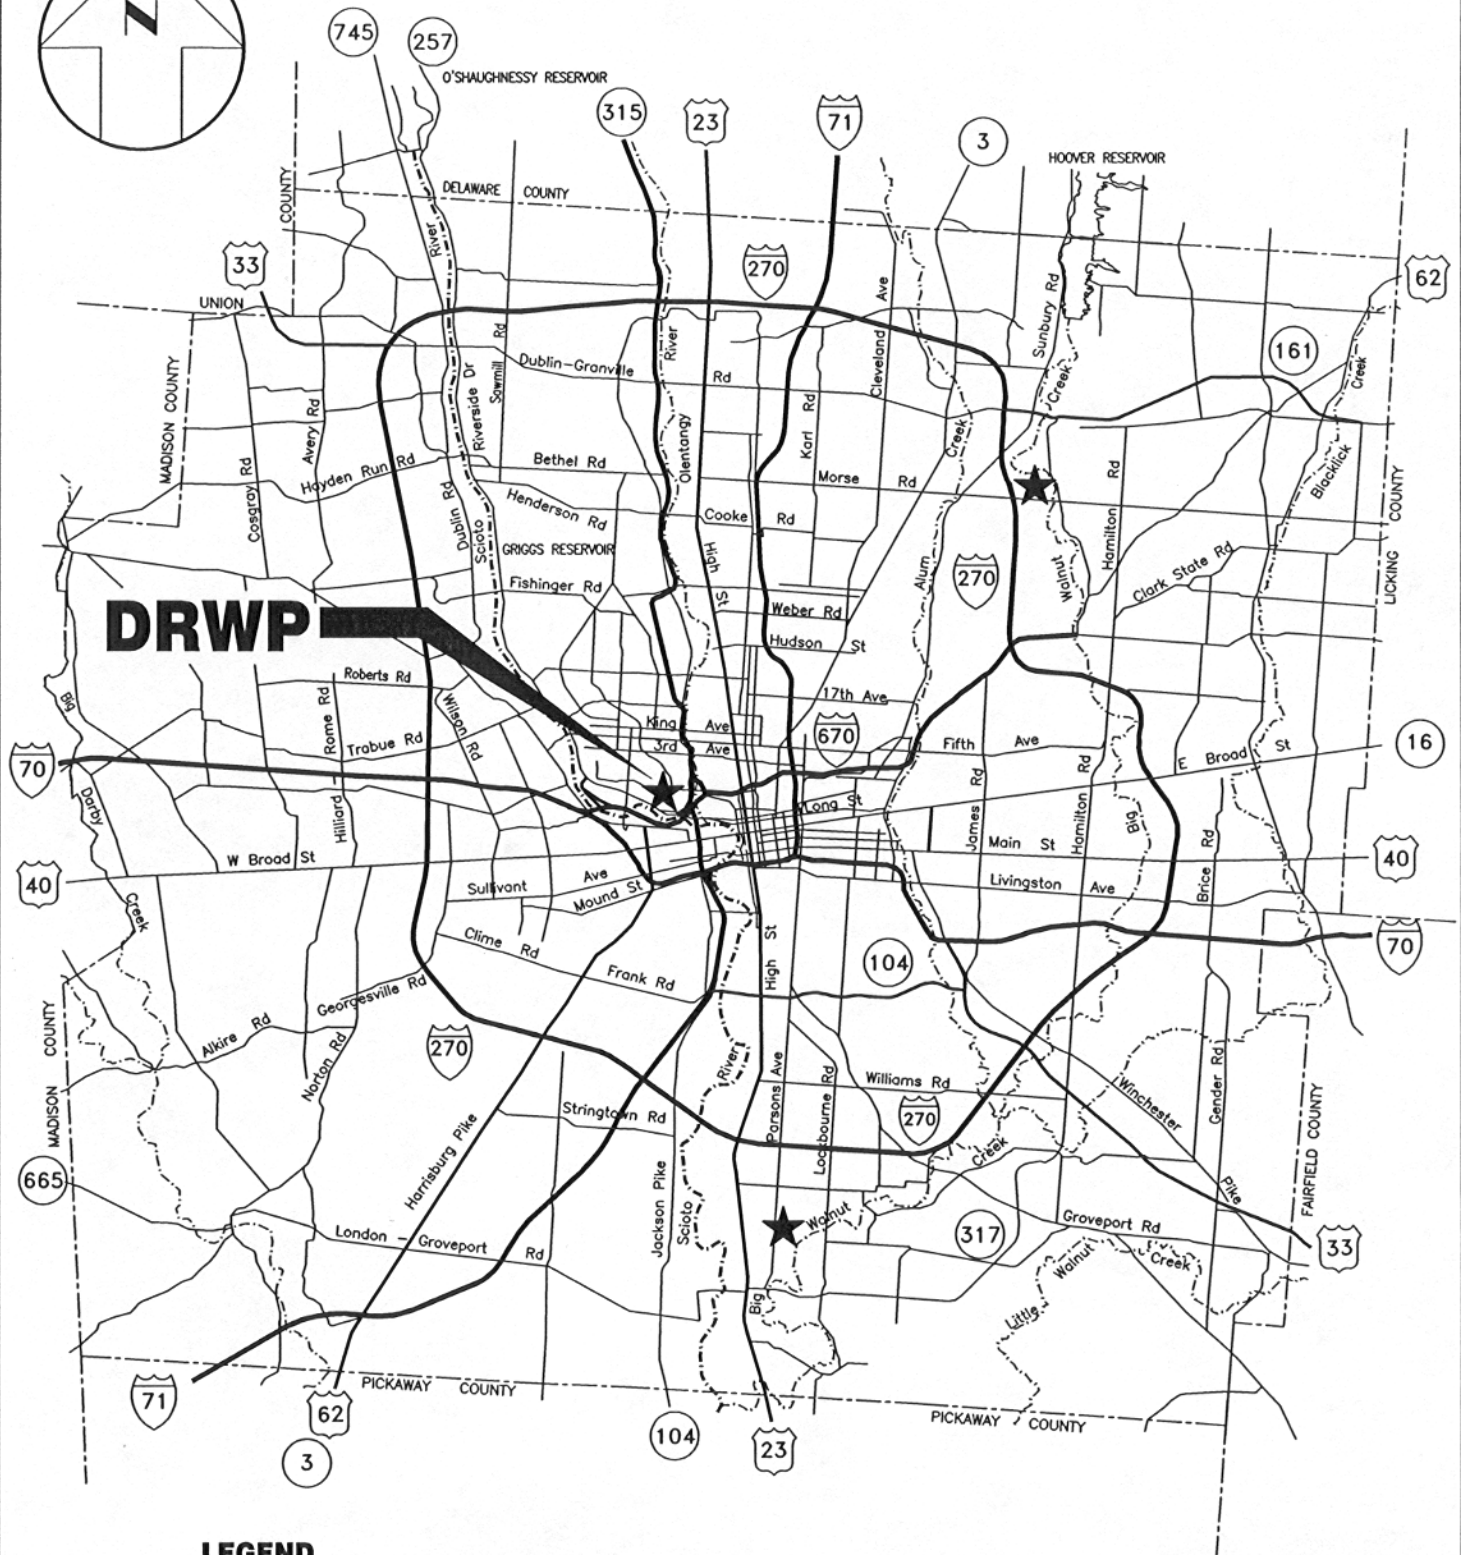 N
745
257
O'SHAUGHNESSY RESERVOIR
315
23
71
3
HOOVER RESERVOIR
COUNTY
DELAWARE COUNTY
River
33
270
62
UNION
Ave
Sunbury Rd
161
Rd
River
Dublin-Granville
Rd
Cleveland
Creek
Creek
MADISON COUNTY
Sawmill
Riverside Dr
Avery Rd
Karl Rd
Olentangy
Creek
Bethel Rd
Hayden Run Rd
Morse Rd
Rd
Blacklick
Cosgray Rd
Dublin Rd
Henderson Rd
Cooke Rd
COUNTY
Scioto
GRIGGS RESERVOIR
High St
Hamilton
Alum
270
Walnut
Clark State Rd
LICKING
Fishinger Rd
DRWP
Weber Rd
Hudson St
Roberts Rd
Big
Rome Rd
Wilson Rd
17th Ave
King Ave
670
16
Trabue Rd
3rd Ave
Fifth Ave
E Broad St
70
Darby
Hilliard
Long St
James Rd
Hamilton Rd
Big
W Broad St
Main St
Brice Rd
40
40
Sullivant Ave
Livingston Ave
Mound St
Creek
Clime Rd
High St
104
70
Frank Rd
Georgesville Rd
MADISON COUNTY
Alkire Rd
270
Norton Rd
River
Parsons Ave
Williams Rd
Gender Rd
Stringtown Rd
Lockbourne Rd
270
Winchester
Pike
FAIRFIELD COUNTY
Harrisburg Pike
Creek
665
Jackson Pike
Scioto
Walnut
London - Groveport Rd
317
Groveport Rd
33
Walnut
Creek
Big
Little
71
PICKAWAY COUNTY
62
3
104
23
PICKAWAY COUNTY
LEGEND